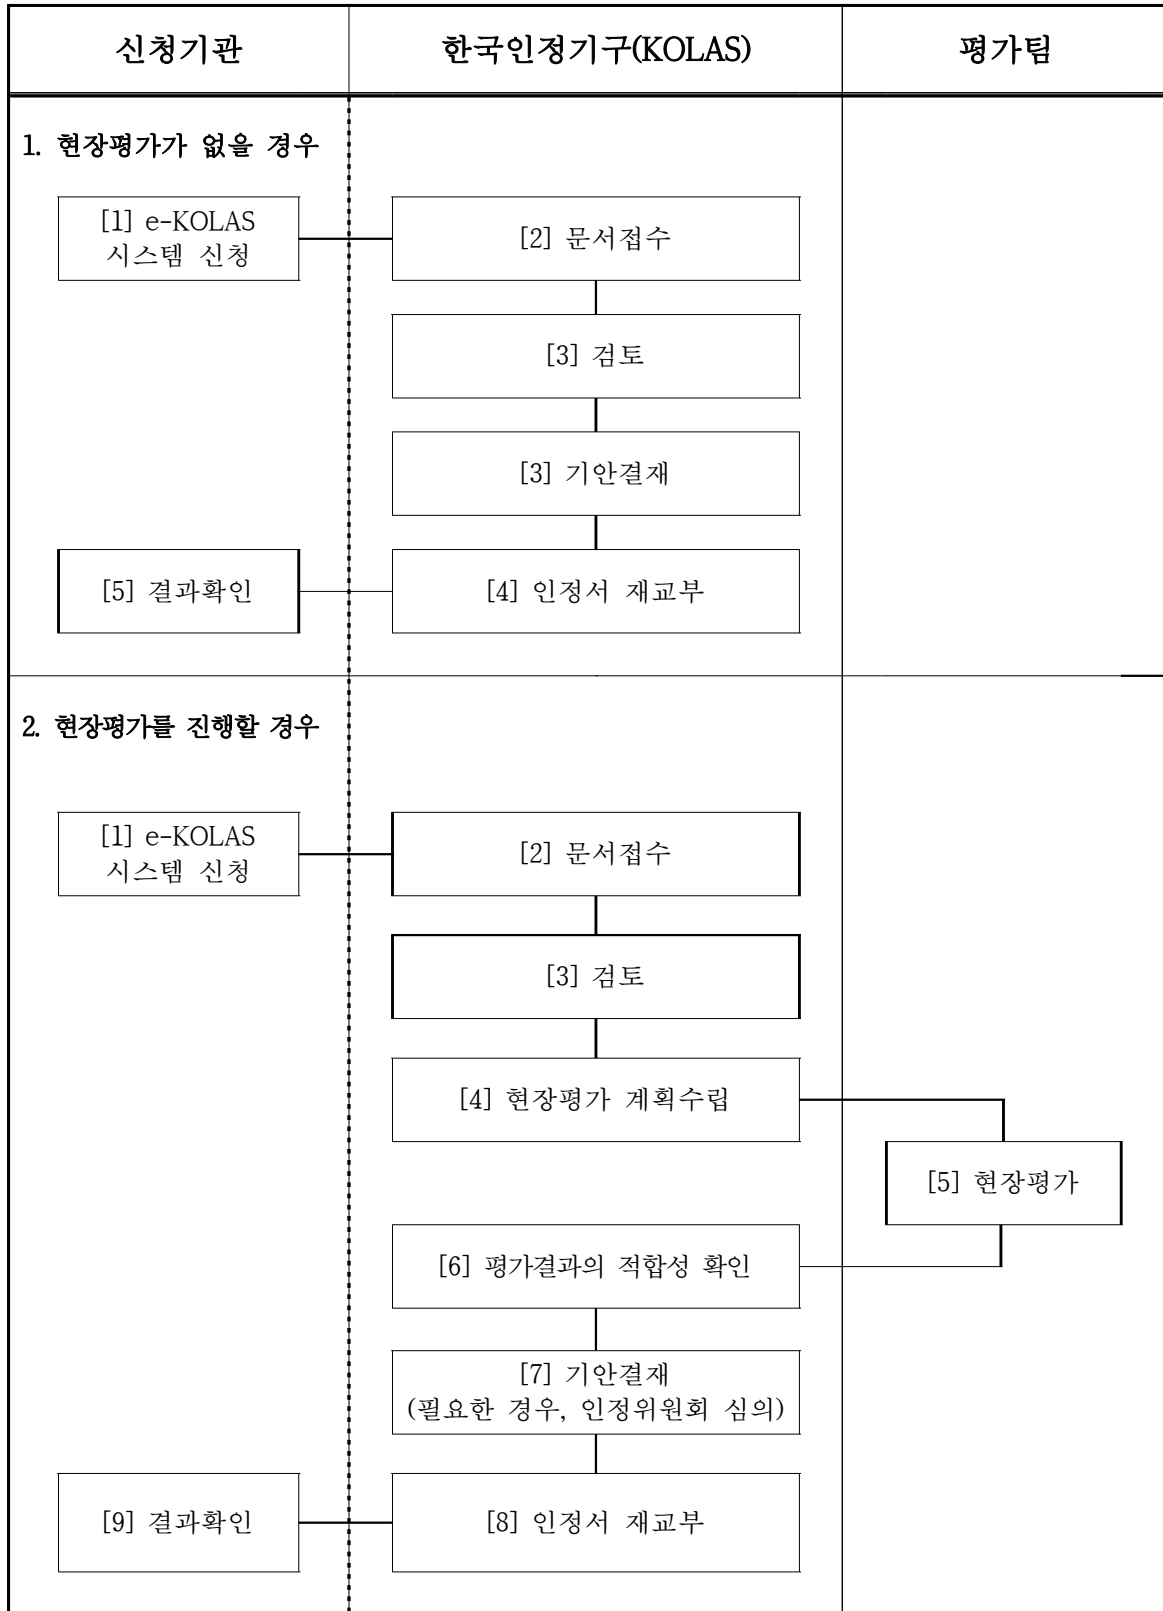 신청기관
한국인정기구(KOLAS)
평가팀
1. 현장평가가 없을 경우
[1] e-KOLAS
시스템 신청
[2] 문서접수
[3] 검토
[3] 기안결재
[5] 결과확인
[4] 인정서 재교부
2. 현장평가를 진행할 경우
[1] e-KOLAS
시스템 신청
[2] 문서접수
[3] 검토
[4] 현장평가 계획수립
[5] 현장평가
[6] 평가결과의 적합성 확인
[7] 기안결재
(필요한 경우, 인정위원회 심의)
[9] 결과확인
[8] 인정서 재교부